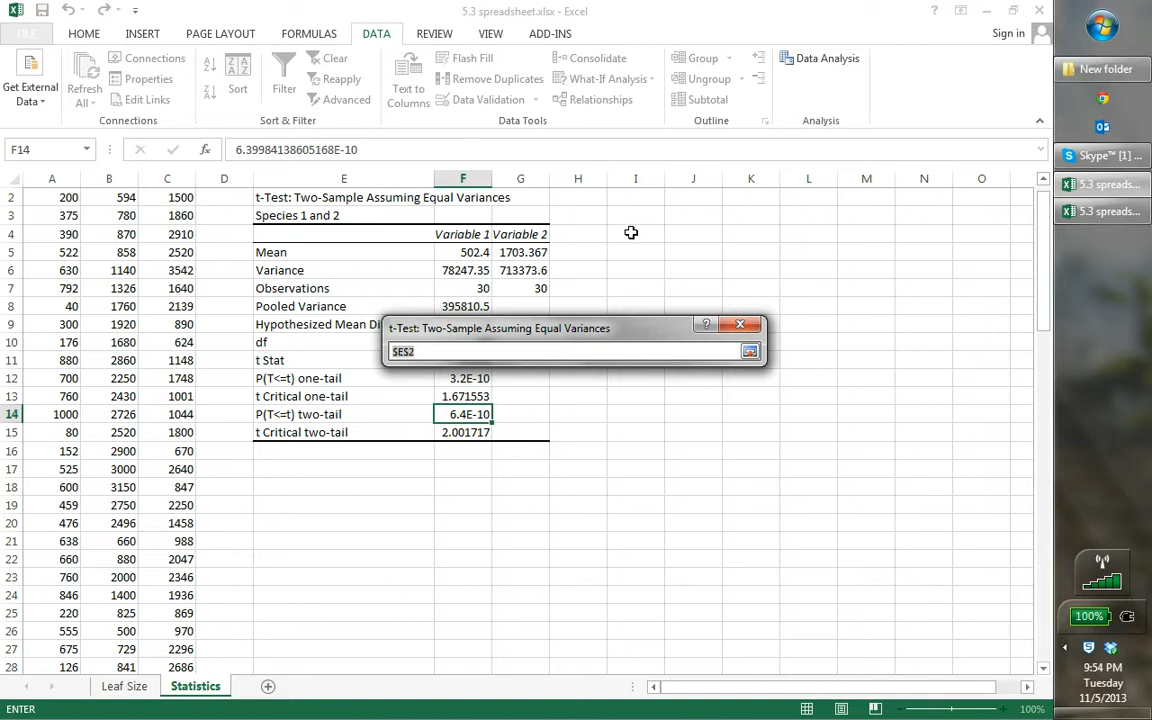 5.3 spreadsheet.xlsx - Excel
FILE HOME INSERT PAGE LAYOUT FORMULAS DATA REVIEW VIEW ADD-INS Sign in
Get External Data
Refresh All
Connections
Properties
Edit Links
Connections
Sort
Filter
Clear
Reapply
Advanced
Sort & Filter
Text to Columns
Flash Fill
Remove Duplicates
Data Validation
Consolidate
What-If Analysis
Relationships
Data Tools
Group
Ungroup
Subtotal
Outline
Data Analysis
Analysis
F14 fx 6.39984138605168E-10
A B C D E F G H I J K L M N O
2 200 594 1500 t-Test: Two-Sample Assuming Equal Variances
3 375 780 1860 Species 1 and 2
4 390 870 2910 Variable 1 Variable 2
5 522 858 2520 Mean 502.4 1703.367
6 630 1140 3542 Variance 78247.35 713373.6
7 792 1326 1640 Observations 30 30
8 40 1760 2139 Pooled Variance 395810.5
9 300 1920 890 Hypothesized Mean Di
10 176 1680 624 df
11 880 2860 1148 t Stat
12 700 2250 1748 P(T<=t) one-tail 3.2E-10
13 760 2430 1001 t Critical one-tail 1.671553
14 1000 2726 1044 P(T<=t) two-tail 6.4E-10
15 80 2520 1800 t Critical two-tail 2.001717
16 152 2900 670
17 525 3000 2640
18 600 3150 847
19 459 2750 2250
20 476 2496 1458
21 638 660 988
22 660 880 2047
23 760 2000 2346
24 846 1400 1936
25 220 825 869
26 555 500 970
27 675 729 2296
28 126 841 2686
t-Test: Two-Sample Assuming Equal Variances
$E$2
Leaf Size Statistics
ENTER 100%
New folder
Skype™ [1] ...
5.3 spreads...
5.3 spreads...
100%
9:54 PM
Tuesday
11/5/2013